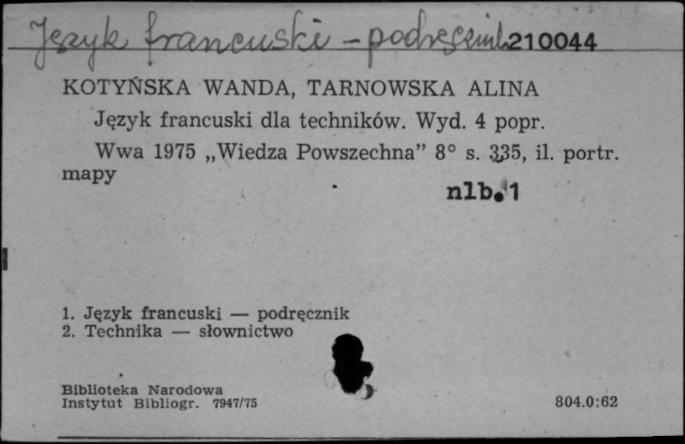 Język francuski – podręcznik 210044
KOTYŃSKA WANDA, TARNOWSKA ALINA
Język francuski dla techników. Wyd. 4 popr.
Wwa 1975 „Wiedza Powszechna” 8° s. 335, il. portr.
mapy
nlb. 1
1. Język francuski — podręcznik
2. Technika — słownictwo
Biblioteka Narodowa
Instytut Bibliogr. 7947/75
804.0:62